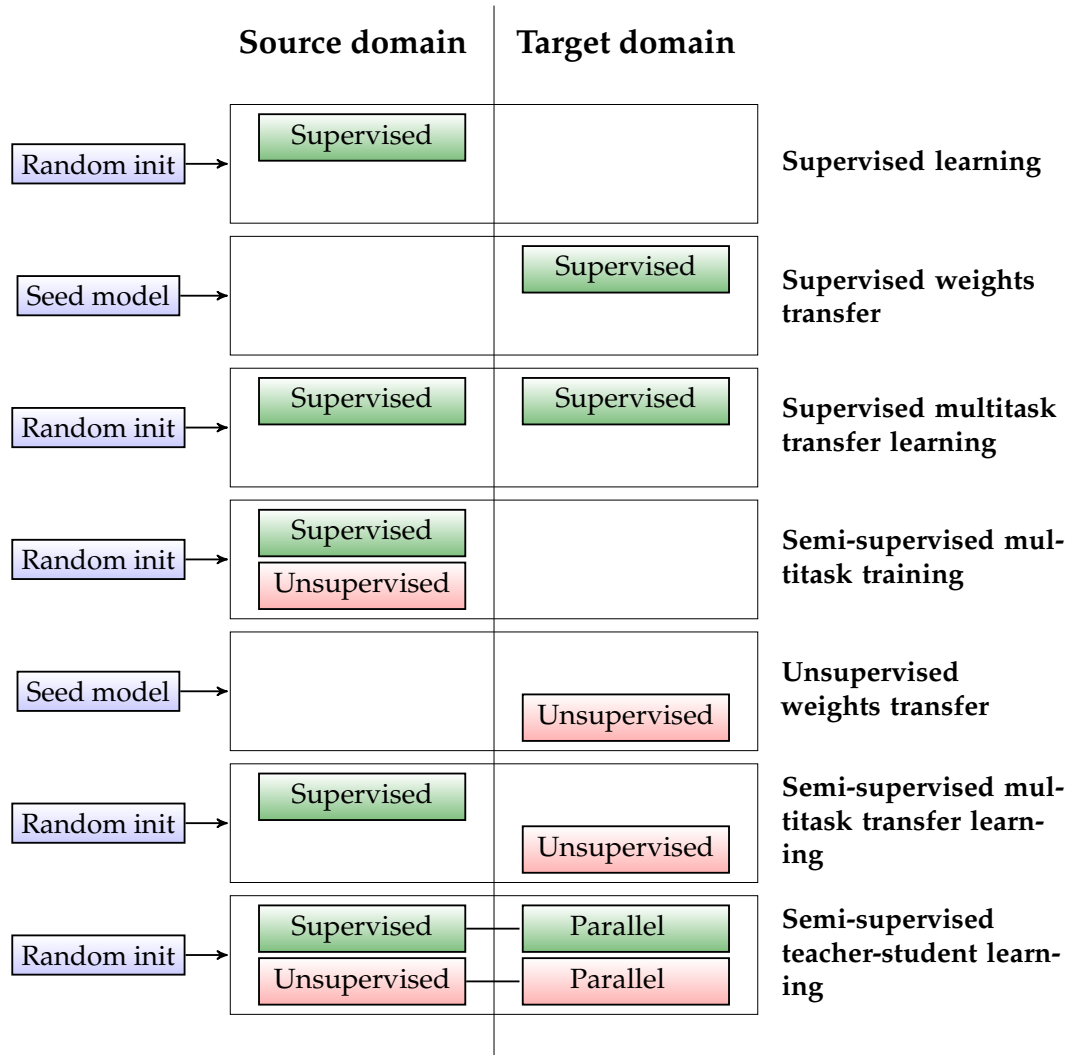 Source domain
Target domain
Supervised
Random init
Supervised learning
Supervised
Seed model
Supervised weights
transfer
Supervised
Supervised
Random init
Supervised multitask
transfer learning
Supervised
Random init
Unsupervised
Semi-supervised mul-
titask training
Seed model
Unsupervised
Unsupervised
weights transfer
Supervised
Random init
Unsupervised
Semi-supervised mul-
titask transfer learn-
ing
Supervised
Parallel
Random init
Unsupervised
Parallel
Semi-supervised
teacher-student learn-
ing